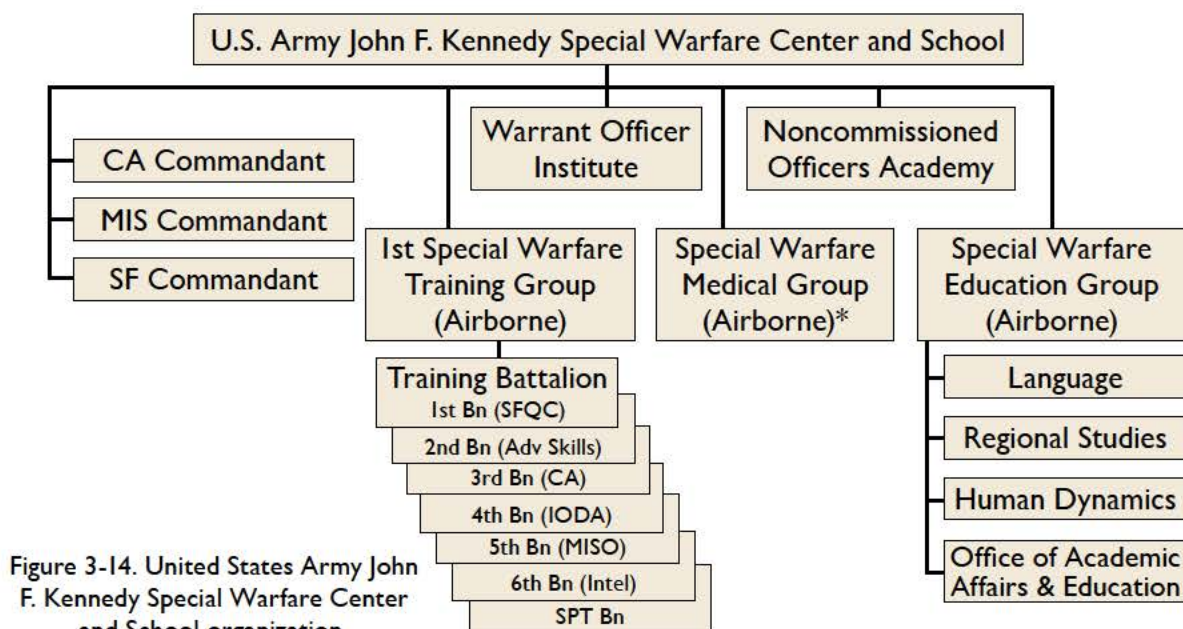 U.S. Army John F. Kennedy Special Warfare Center and School
CA Commandant
MIS Commandant
SF Commandant
Warrant Officer
Institute
Noncommissioned
Officers Academy
1st Special Warfare
Training Group
(Airborne)
Training Battalion
1st Bn (SFQC)
2nd Bn (Adv Skills)
3rd Bn (CA)
4th Bn (IODA)
5th Bn (MISO)
6th Bn (Intel)
SPT Bn
Special Warfare
Medical Group
(Airborne)*
Special Warfare
Education Group
(Airborne)
Language
Regional Studies
Human Dynamics
Office of Academic
Affairs & Education
Figure 3-14. United States Army John
F. Kennedy Special Warfare Center
and School organization